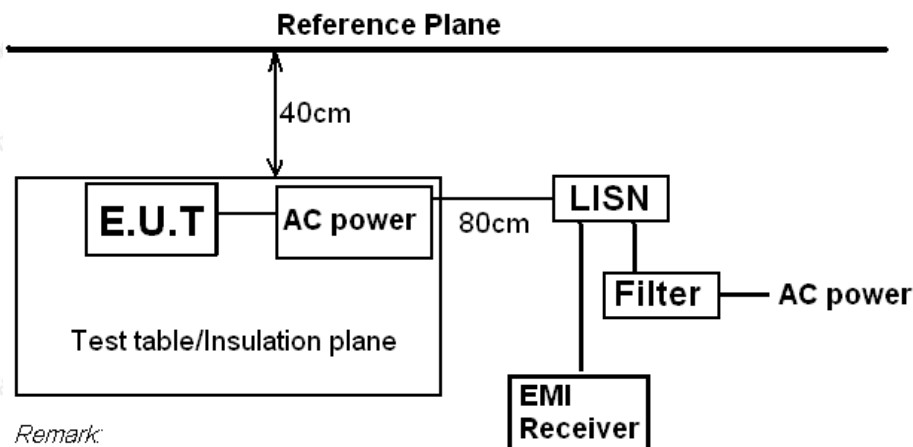 Reference Plane
40cm
E.U.T
AC power
80cm
LISN
Filter
AC power
Test table/Insulation plane
EMI
Receiver
Remark: